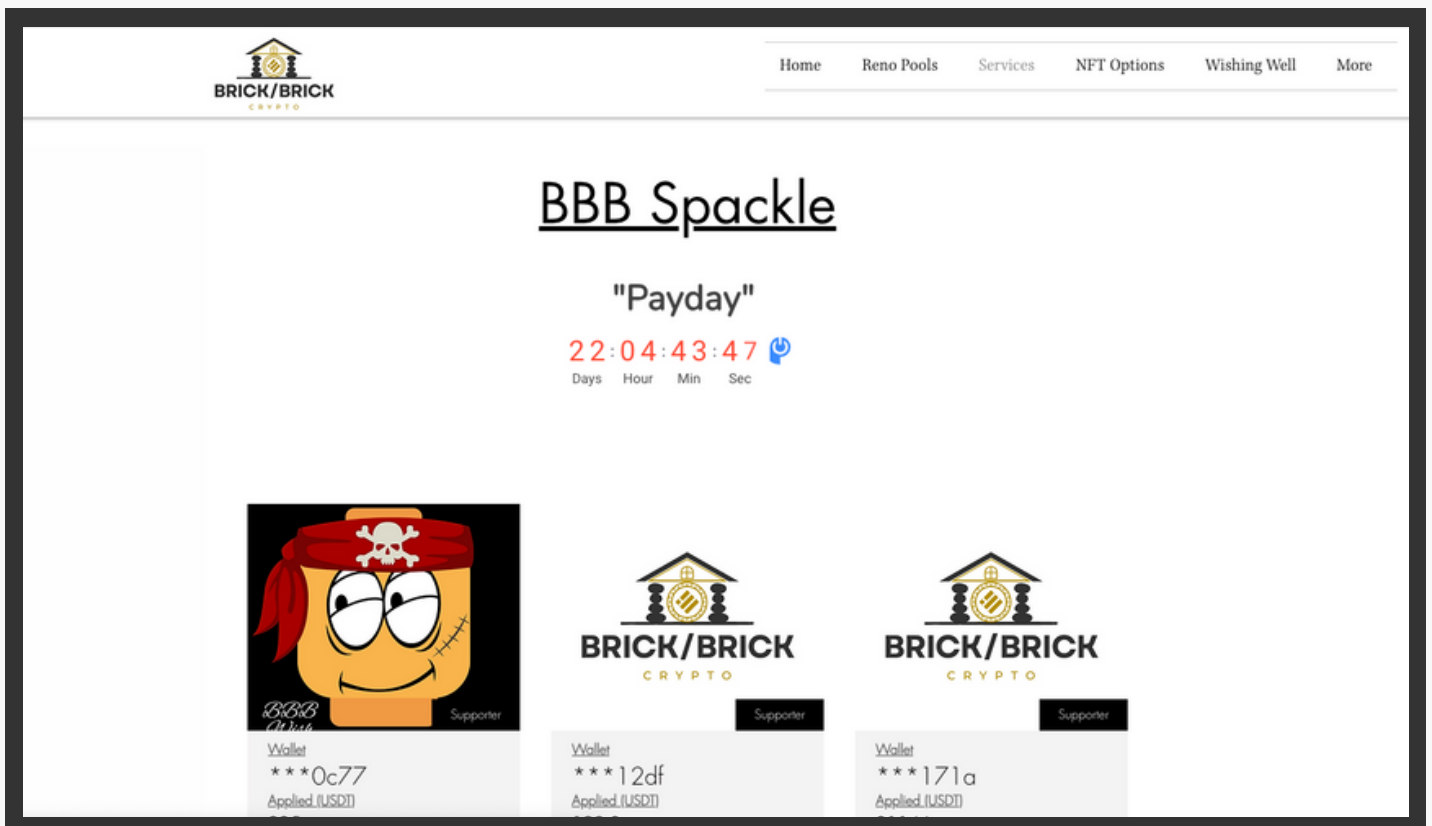 BRICK/BRICK
CRYPTO
Home Reno Pools Services NFT Options Wishing Well More
BBB Spackle
"Payday"
22:04:43:47
Days Hour Min Sec
BBB
Wish
Supporter
Wallet
***0c77
Applied (USDT)
BRICK/BRICK
CRYPTO
Supporter
Wallet
***12df
Applied (USDT)
BRICK/BRICK
CRYPTO
Supporter
Wallet
***171a
Applied (USDT)